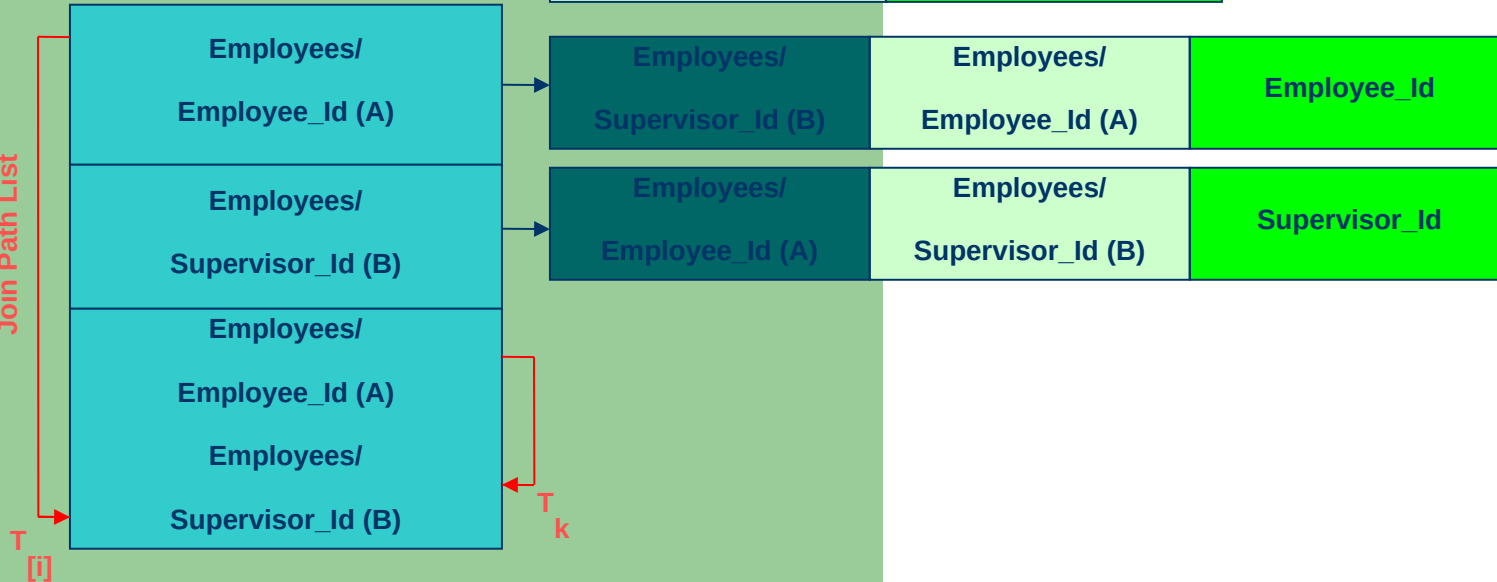 Join Path List
Employees/
Employee_Id (A)
Employees/
Supervisor_Id (B)
Employees/
Employee_Id (A)
Employee_Id
Employees/
Supervisor_Id (B)
Employees/
Employee_Id (A)
Employees/
Supervisor_Id (B)
Supervisor_Id
Employees/
Employee_Id (A)
Employees/
Supervisor_Id (B)
T
k
T
[i]